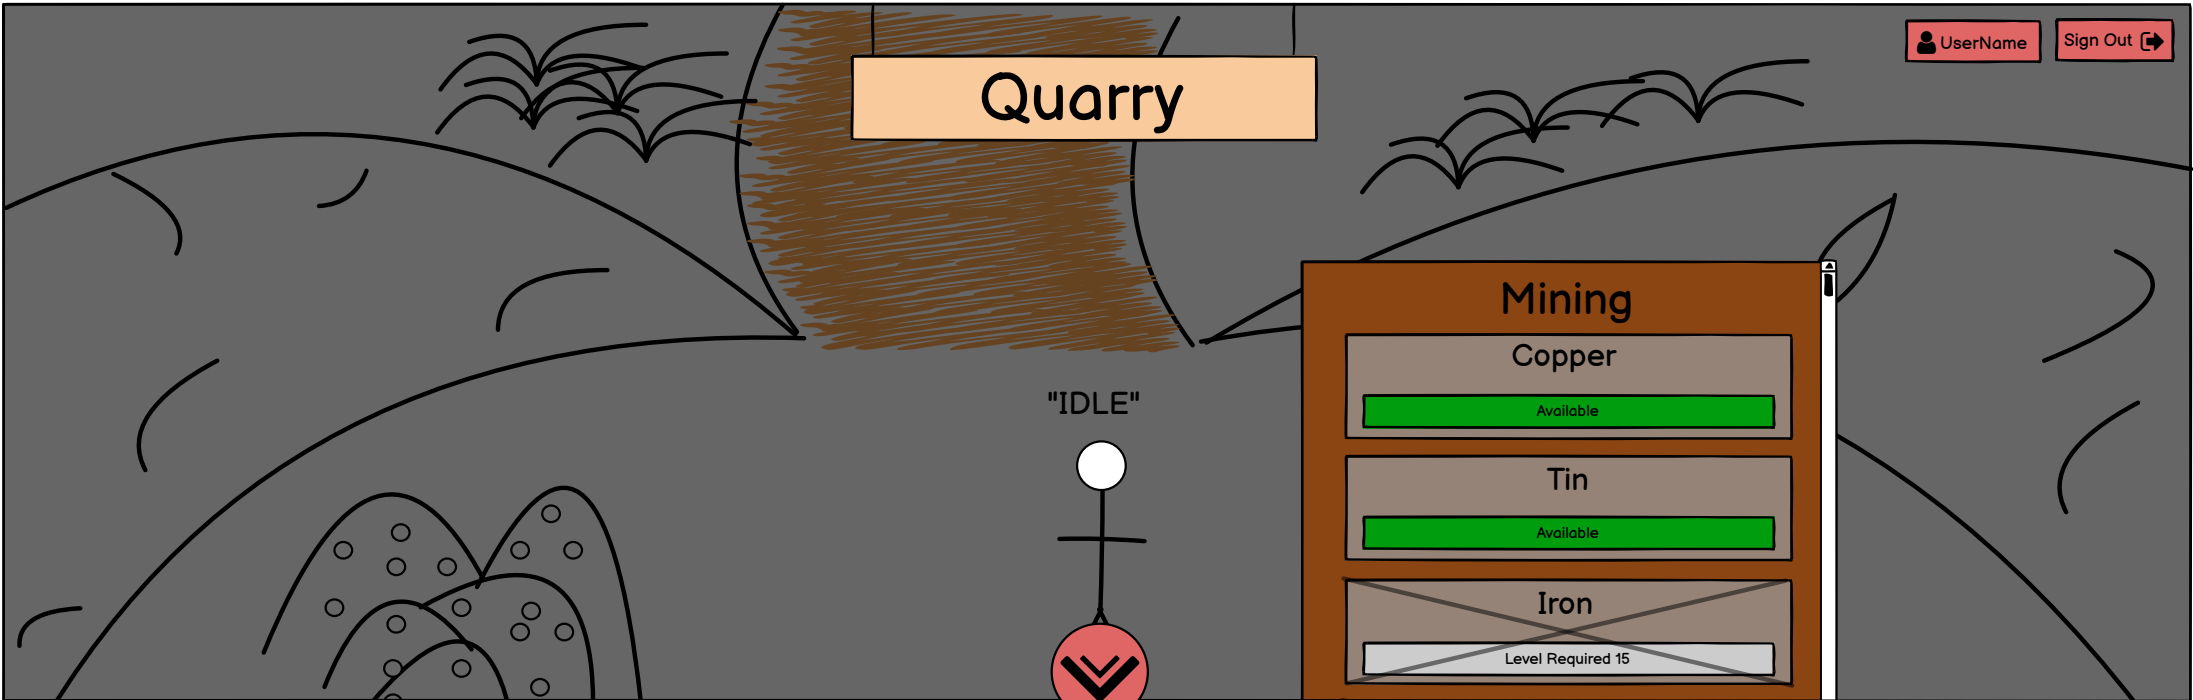 UserName
Sign Out
Quarry
Mining
Copper
Available
"IDLE"
Tin
Available
Iron
Level Required 15